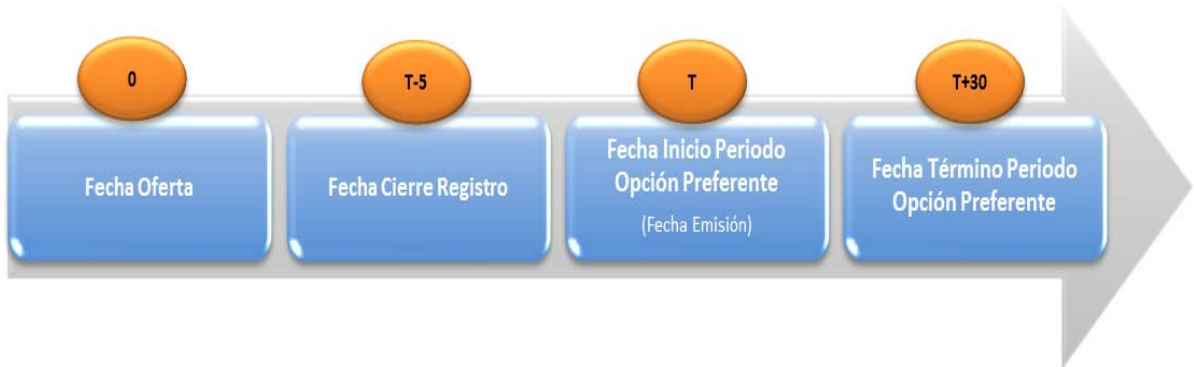 0
Fecha Oferta
T-5
Fecha Cierre Registro
T
Fecha Inicio Periodo
Opción Preferente
(Fecha Emisión)
T+30
Fecha Término Periodo
Opción Preferente